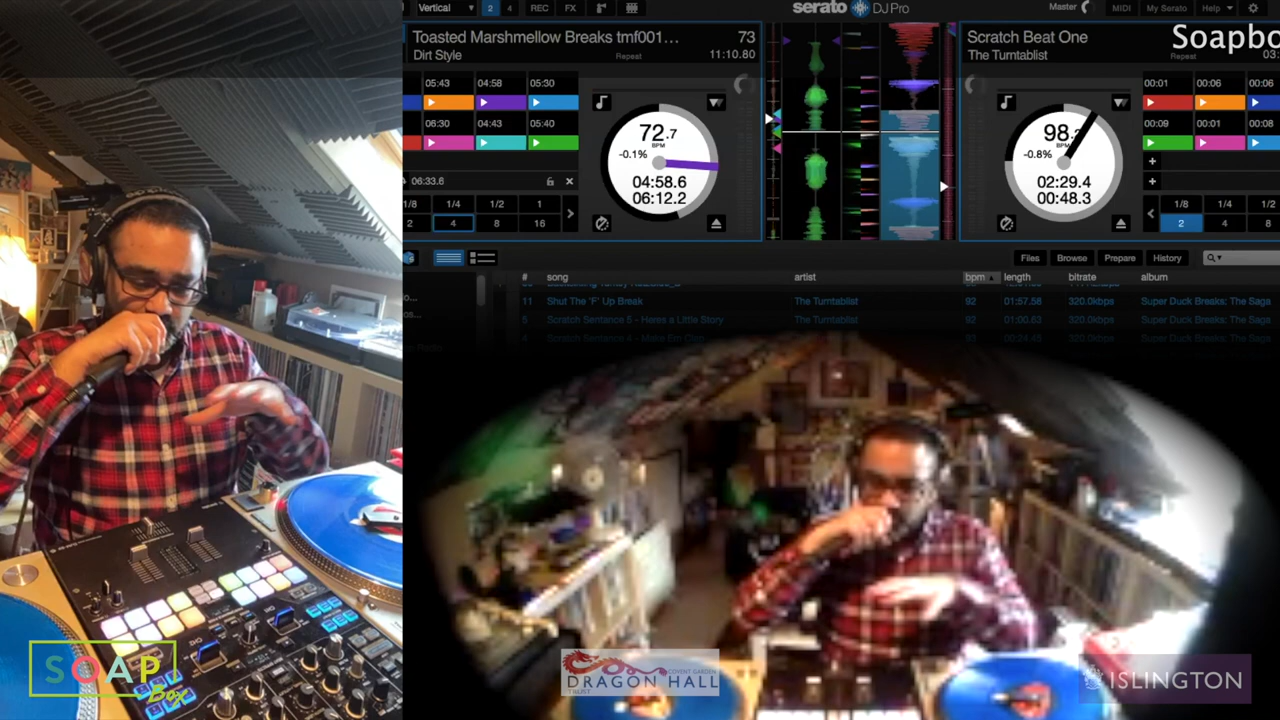 Vertical
2 4 REC FX
serato DJ Pro
Master
MIDI My Serato Help
Toasted Marshmellow Breaks tmf001... 73
Dirt Style
Repeat
11:10.80
05:43 04:58 05:30
06:30 04:43 05:40
06:33.6
1/8 1/4 1/2 1
2 4 8 16
72.7
BPM
-0.1%
04:58.6
06:12.2
Scratch Beat One
The Turntablist
Repeat
03:
Soapbo
98.
BPM
-0.8%
02:29.4
00:48.3
00:01 00:06 00:06
00:09 00:01 00:08
1/8 1/4 1/2
2 4 8
Files Browse Prepare History
# song artist bpm length bitrate album
11 Shut The 'F' Up Break The Turntablist 92 01:57.58 320.0kbps Super Duck Breaks: The Saga
5 Scratch Sentance 5 - Heres a Little Story The Turntablist 92 01:00.63 320.0kbps Super Duck Breaks: The Saga
SOAP
Box
COVENT GARDEN
DRAGON HALL
TRUST
ISLINGTON